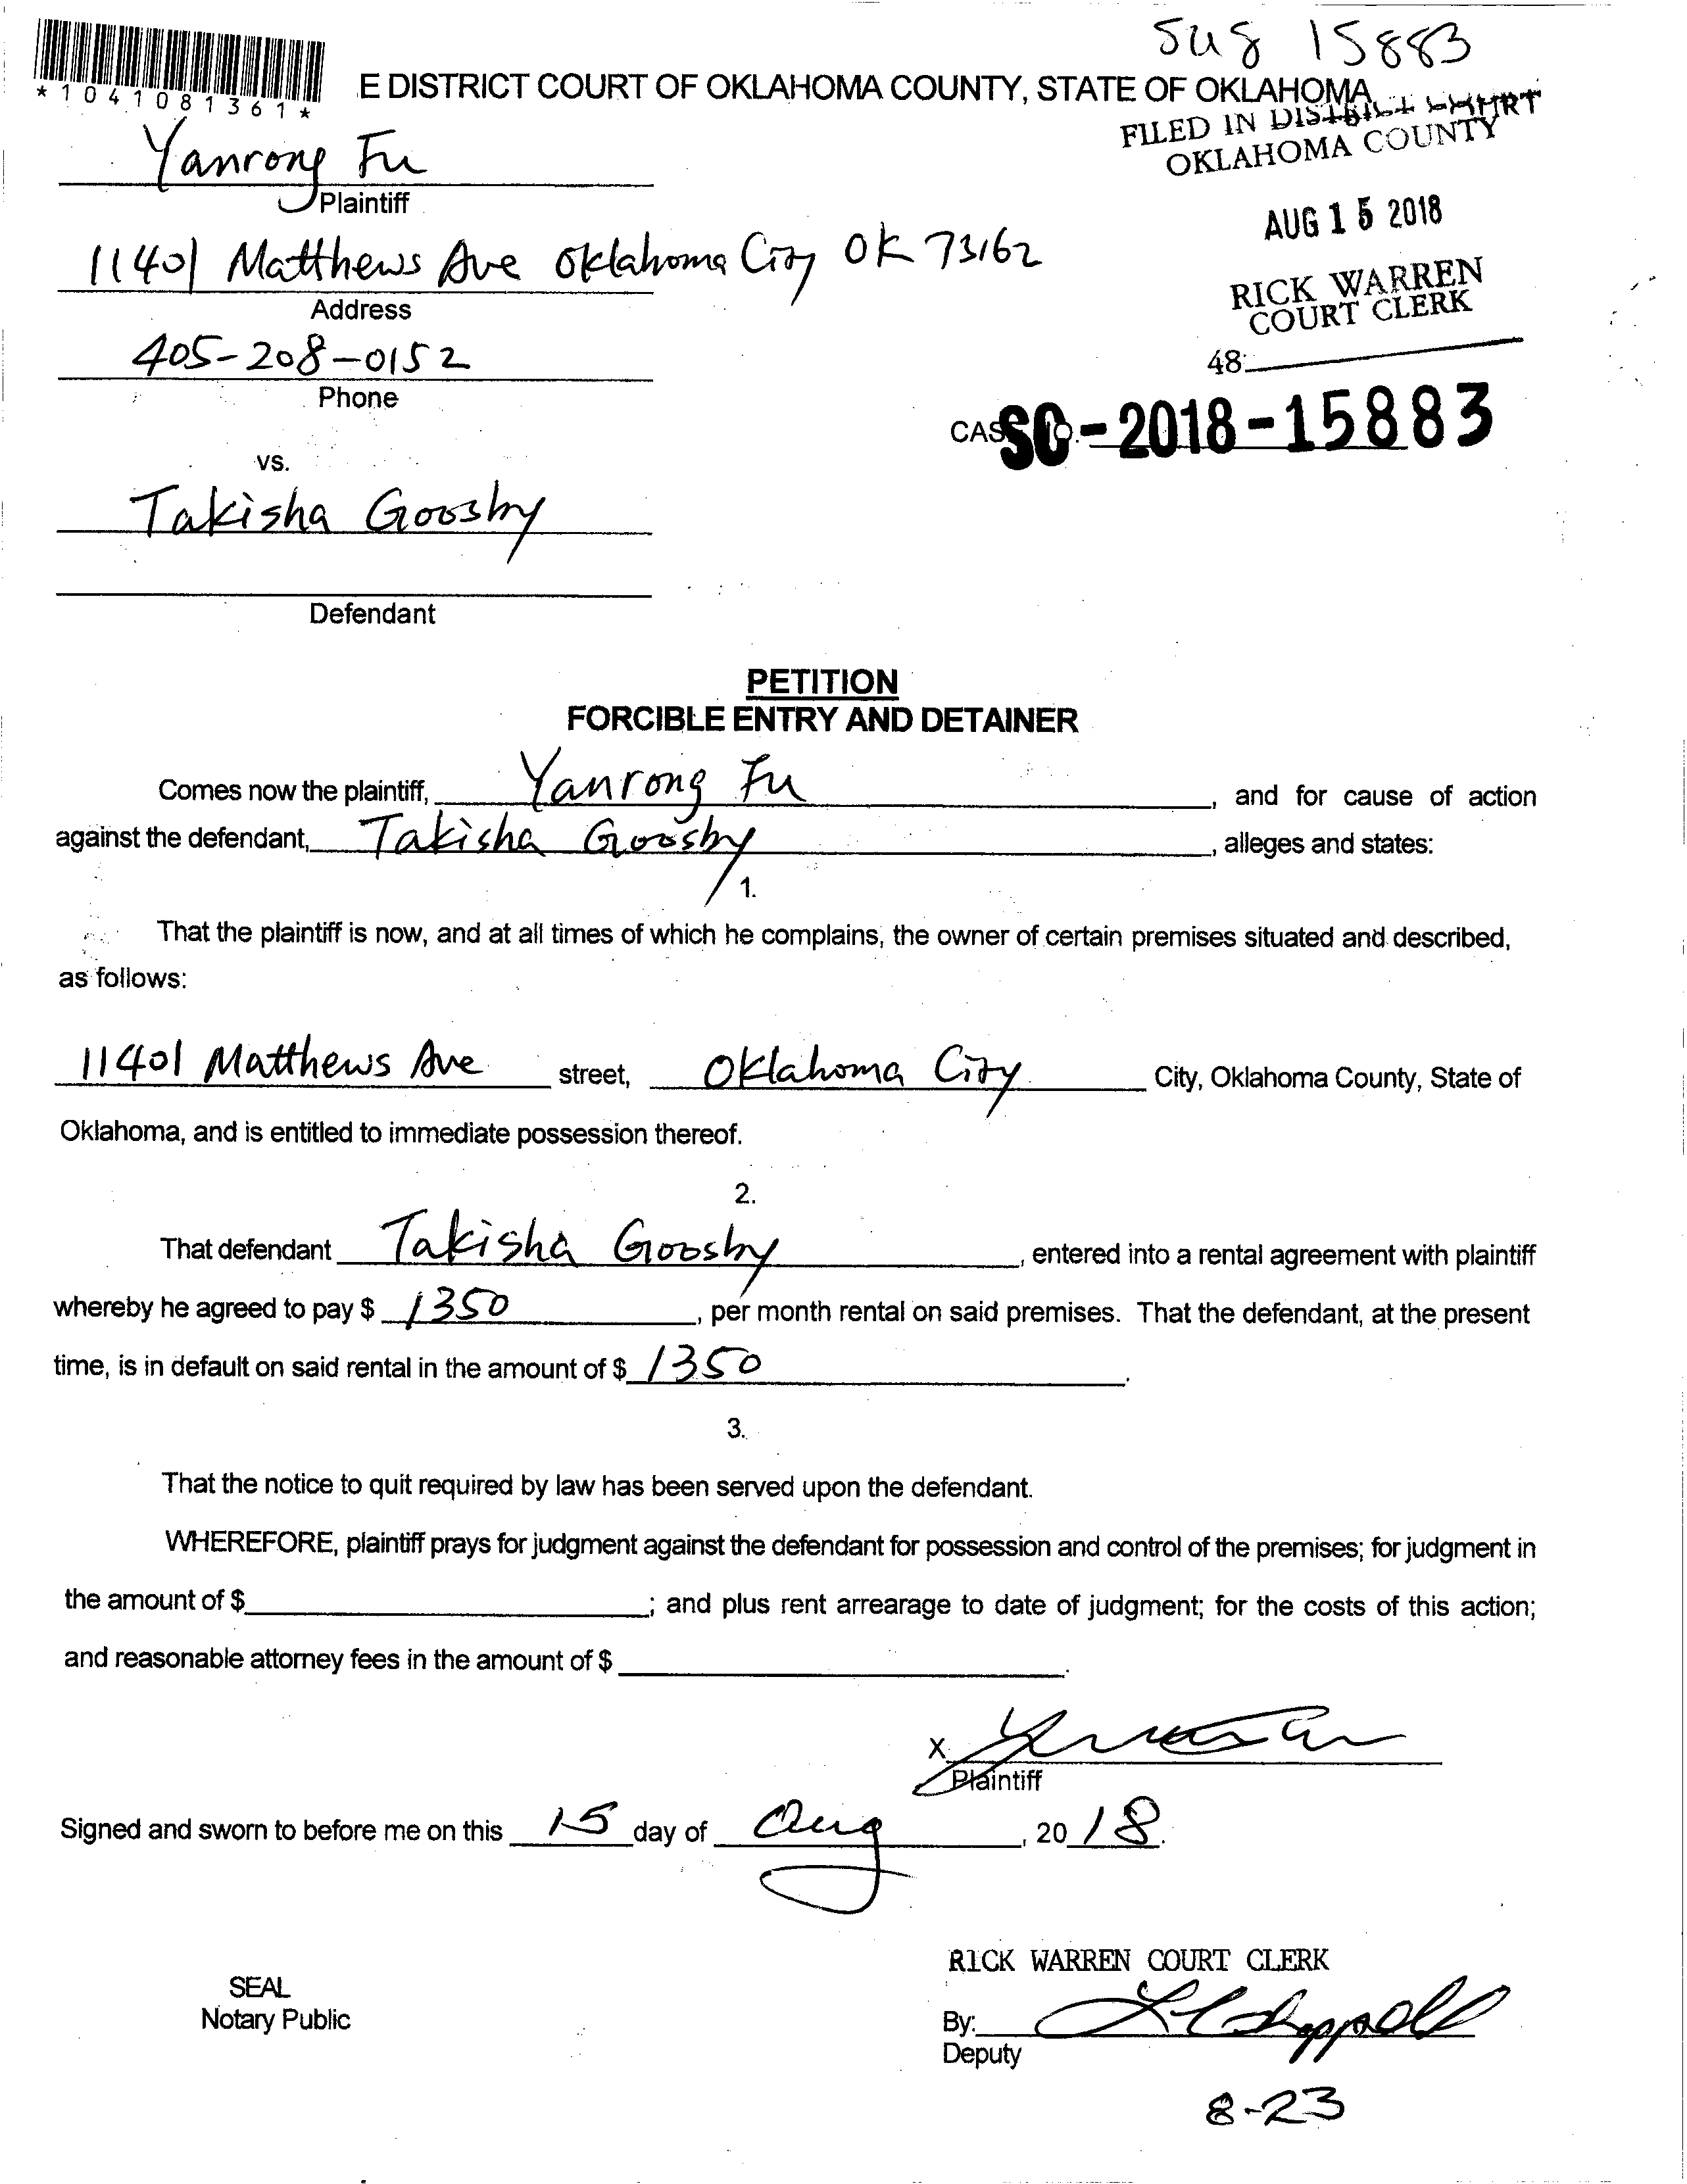 SU8 15883
*1041081361*
E DISTRICT COURT OF OKLAHOMA COUNTY, STATE OF OKLAHOMA
FILED IN DISTRICT COURT
OKLAHOMA COUNTY
Yanrong Fu
Plaintiff
AUG 15 2018
11401 Matthews Ave Oklahoma City OK 73162
Address
RICK WARREN
COURT CLERK
405-208-0152
Phone
48
CAS SC-2018-15883
vs.
Takisha Goosby
Defendant
PETITION
FORCIBLE ENTRY AND DETAINER
Comes now the plaintiff, Yanrong Fu, and for cause of action
against the defendant, Takisha Goosby, alleges and states:
1.
That the plaintiff is now, and at all times of which he complains, the owner of certain premises situated and described,
as follows:
11401 Matthews Ave street, Oklahoma City City, Oklahoma County, State of
Oklahoma, and is entitled to immediate possession thereof.
2.
That defendant Takisha Goosby, entered into a rental agreement with plaintiff
whereby he agreed to pay $ 1350, per month rental on said premises. That the defendant, at the present
time, is in default on said rental in the amount of $ 1350.
3.
That the notice to quit required by law has been served upon the defendant.
WHEREFORE, plaintiff prays for judgment against the defendant for possession and control of the premises; for judgment in
the amount of $ ; and plus rent arrearage to date of judgment; for the costs of this action;
and reasonable attorney fees in the amount of $ .
X
Plaintiff
Signed and sworn to before me on this 15 day of Aug, 20 18.
RICK WARREN COURT CLERK
SEAL
Notary Public
By:
Deputy
8-23